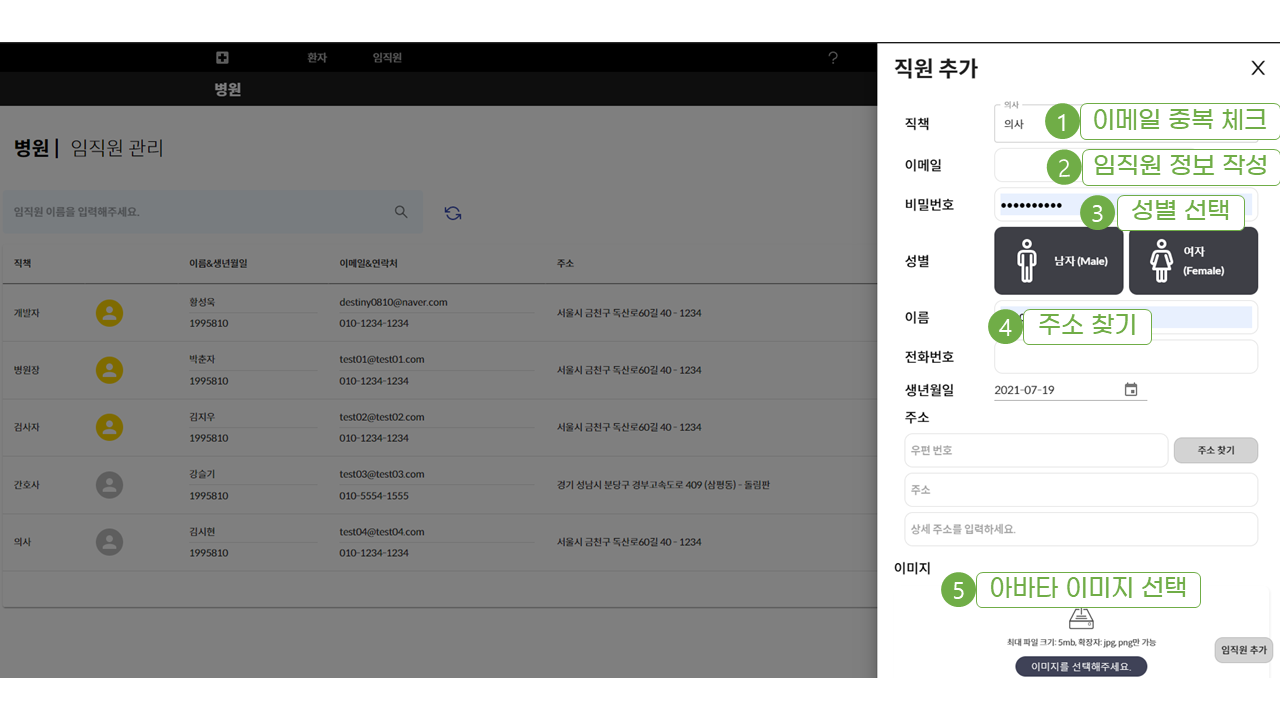 환자 임직원 ?
병원
병원 | 임직원 관리
임직원 이름을 입력해주세요.
직책 이름&생년월일 이메일&연락처 주소
개발자 황성욱 destiny0810@naver.com 서울시 금천구 독산로60길 40 - 1234
1995810 010-1234-1234
병원장 박춘자 test01@test01.com 서울시 금천구 독산로60길 40 - 1234
1995810 010-1234-1234
검사자 김지우 test02@test02.com 서울시 금천구 독산로60길 40 - 1234
1995810 010-1234-1234
간호사 강슬기 test03@test03.com 경기 성남시 분당구 경부고속도로 409 (삼평동) - 돌림판
1995810 010-5554-1555
의사 김시현 test04@test04.com 서울시 금천구 독산로60길 40 - 1234
1995810 010-1234-1234
직원 추가 X
의사
직책 의사
1 이메일 중복 체크
이메일
2 임직원 정보 작성
비밀번호 ••••••••••
3 성별 선택
성별 남자 (Male) 여자
(Female)
이름
4 주소 찾기
전화번호
생년월일 2021-07-19
주소
우편 번호 주소 찾기
주소
상세 주소를 입력하세요.
이미지
5 아바타 이미지 선택
최대 파일 크기: 5mb, 확장자: jpg, png만 가능
임직원 추가
이미지를 선택해주세요.